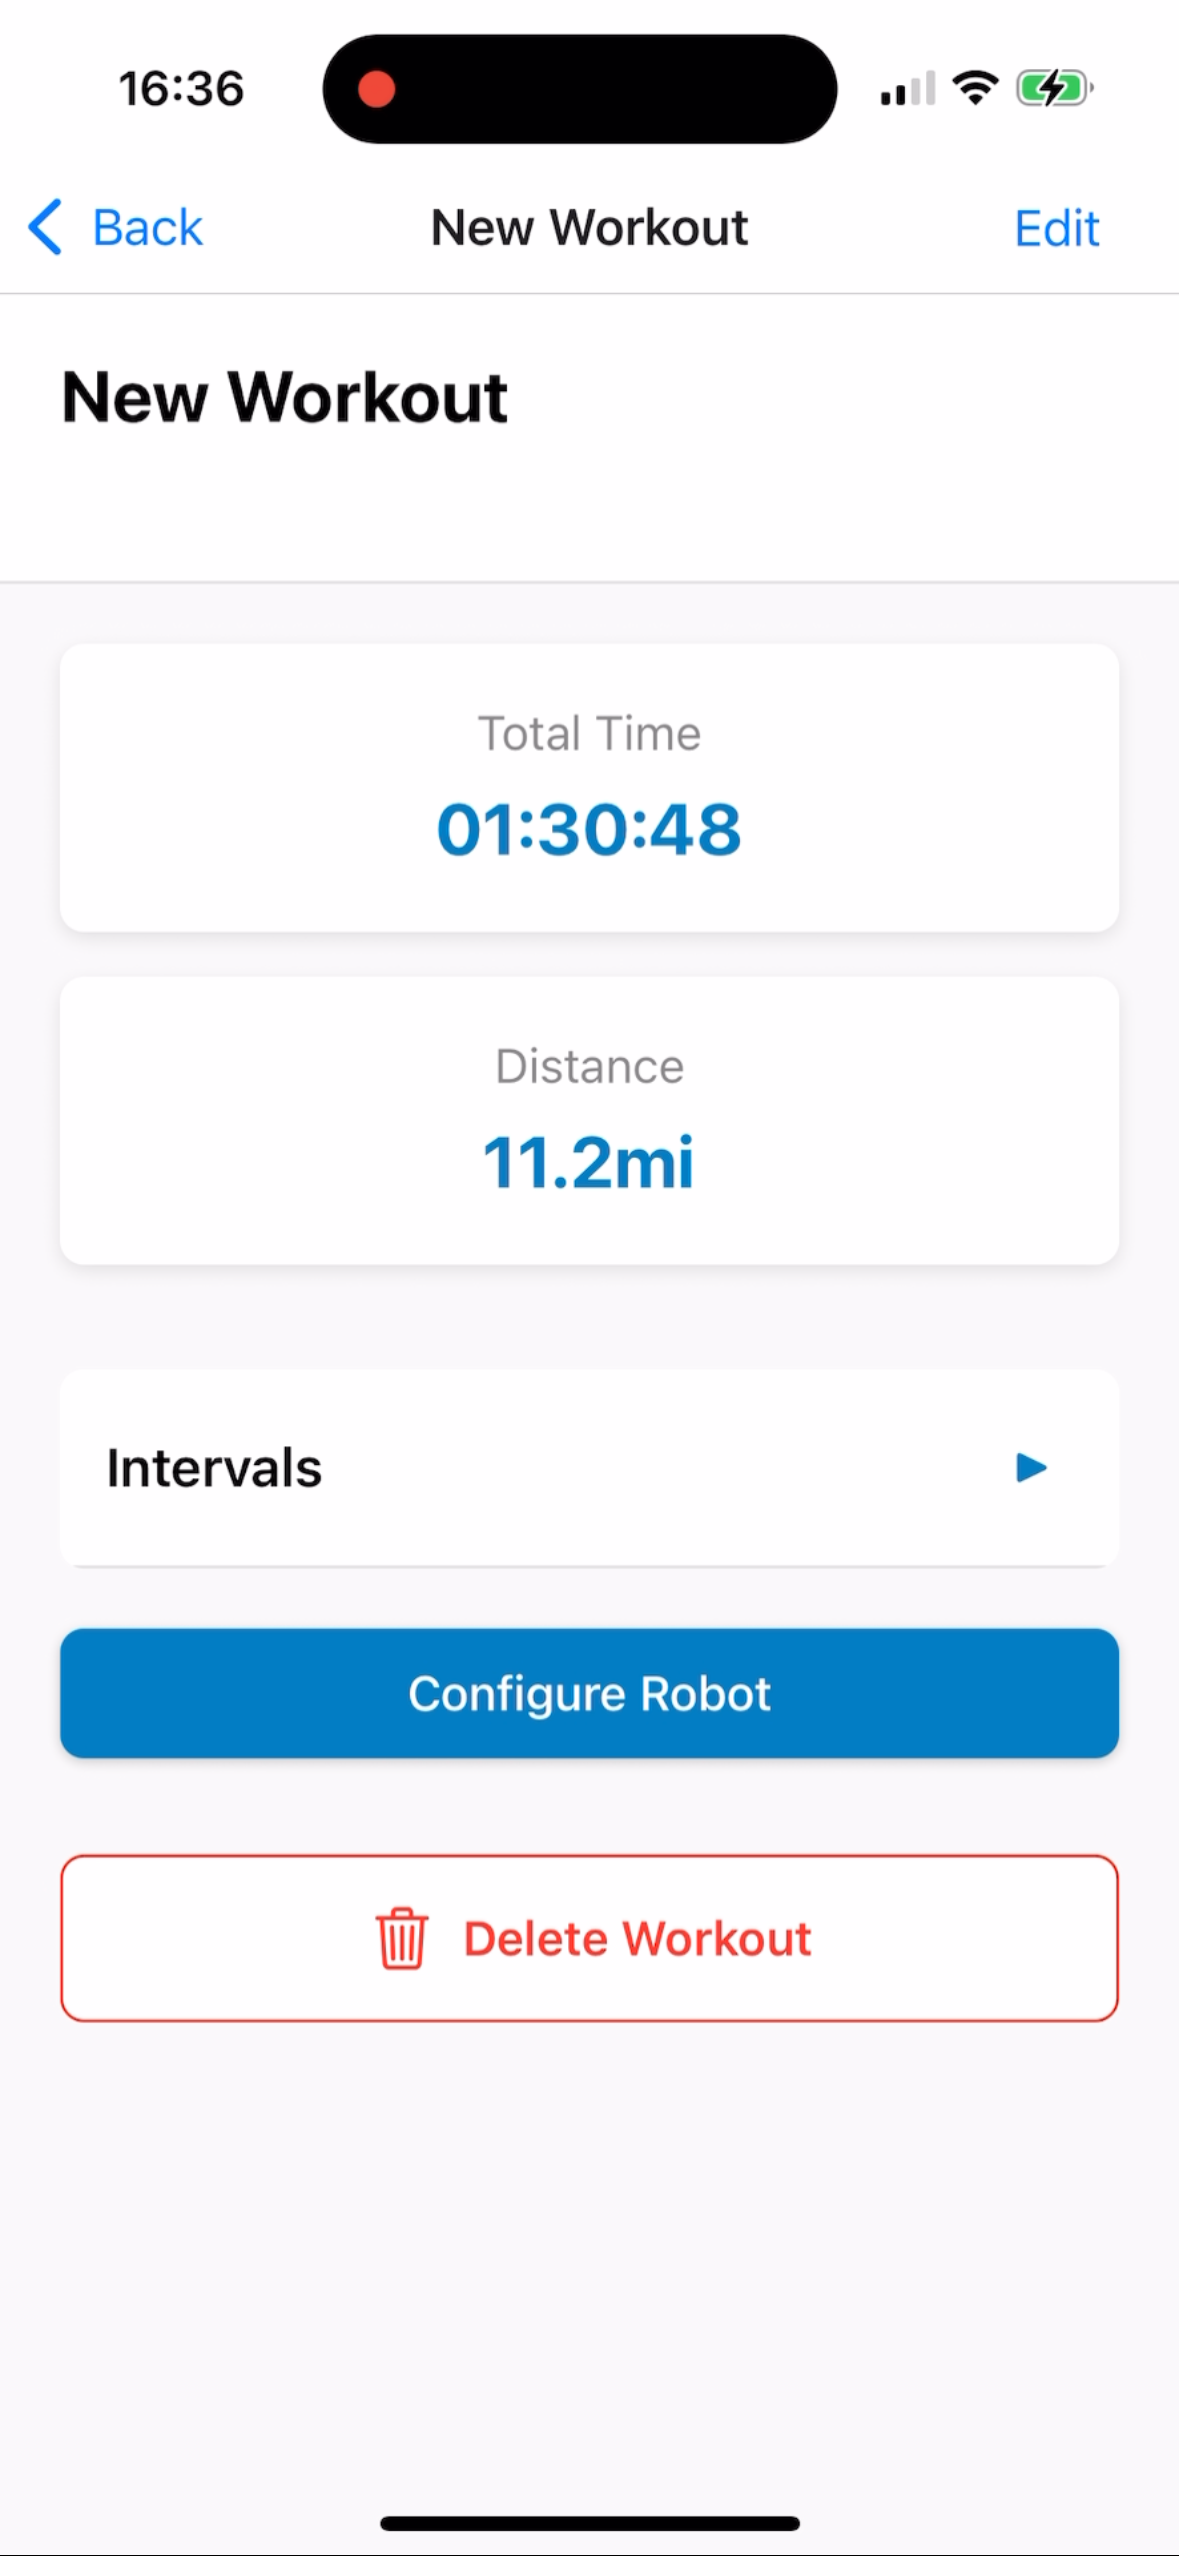 16:36
Back
New Workout
Edit
New Workout
Total Time
01:30:48
Distance
11.2mi
Intervals
Configure Robot
Delete Workout